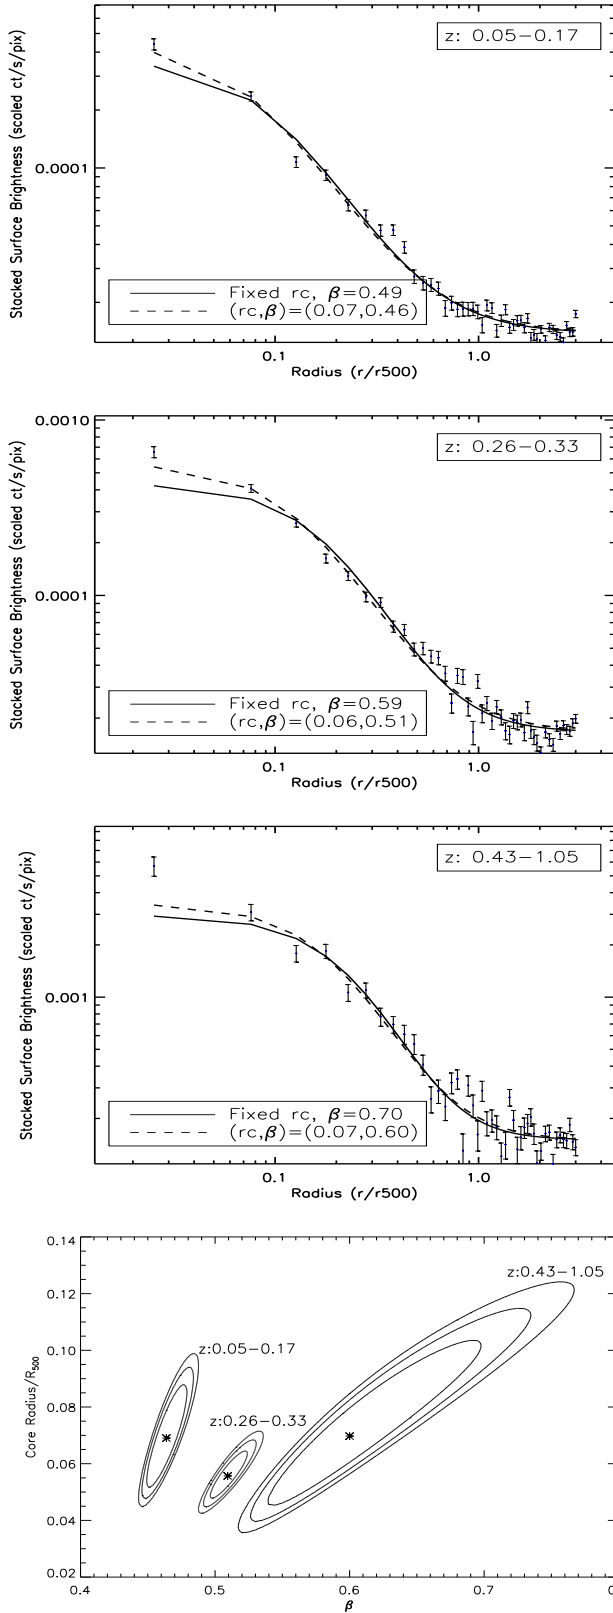 z: 0.05−0.17
Stacked Surface Brightness (scaled ct/s/pix)
0.0001
Fixed rc, β=0.49
(rc,β)=(0.07,0.46)
0.1
1.0
Radius (r/r500)
0.0010
z: 0.26−0.33
Stacked Surface Brightness (scaled ct/s/pix)
0.0001
Fixed rc, β=0.59
(rc,β)=(0.06,0.51)
0.1
1.0
Radius (r/r500)
z: 0.43−1.05
Stacked Surface Brightness (scaled ct/s/pix)
0.001
Fixed rc, β=0.70
(rc,β)=(0.07,0.60)
0.1
1.0
Radius (r/r500)
0.14
z:0.43−1.05
0.12
0.10
z:0.05−0.17
Core Radius/R500
0.08
z:0.26−0.33
0.06
0.04
0.02
0.4
0.5
0.6
0.7
β